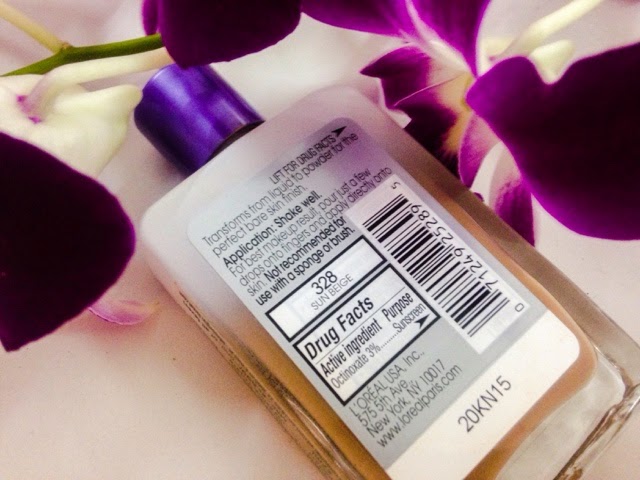 LIFT FOR DRUG FACTS
Transforms from liquid to powder for the
perfect bare skin finish.
Application: Shake well.
For best makeup result, pour just a few
drops onto fingers and apply directly onto
skin. Not recommended for
use with a sponge or brush.
328
SUN BEIGE
Drug Facts
Active ingredient Purpose
Octinoxate 3%........Sunscreen
L'ORÉAL USA, Inc.,
575 5th Ave.,
New York, NY 10017
www.lorealparis.com
20KN15